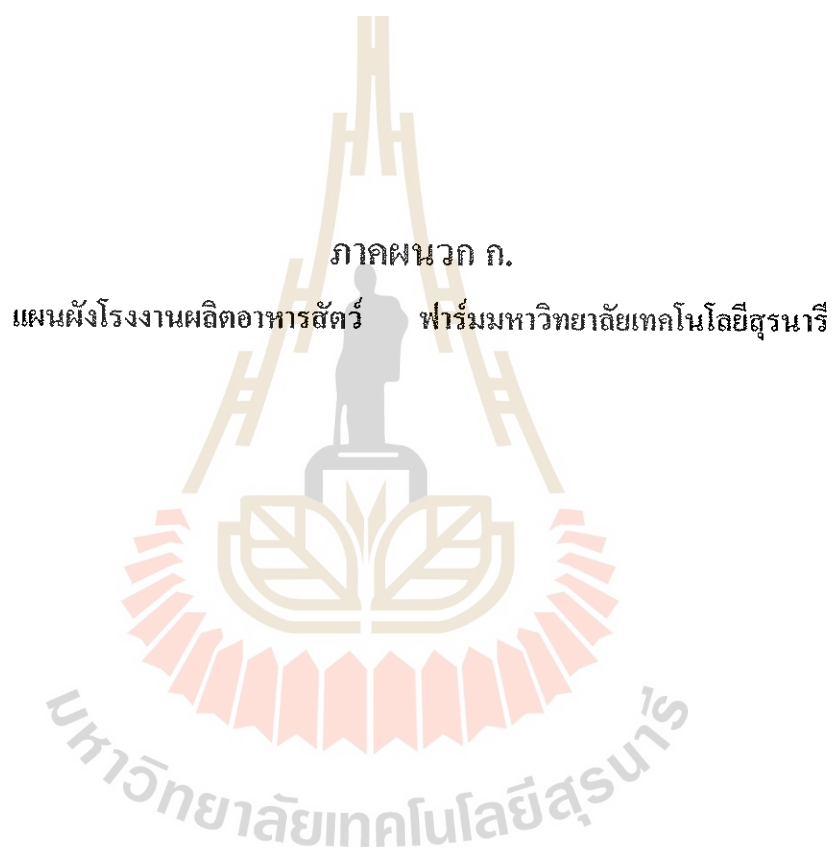 ภาคผนวก ก.
แผนผังโรงงานผลิตอาหารสัตว์ ฟาร์มมหาวิทยาลัยเทคโนโลยีสุรนารี
มหาวิทยาลัยเทคโนโลยีสุรนารี